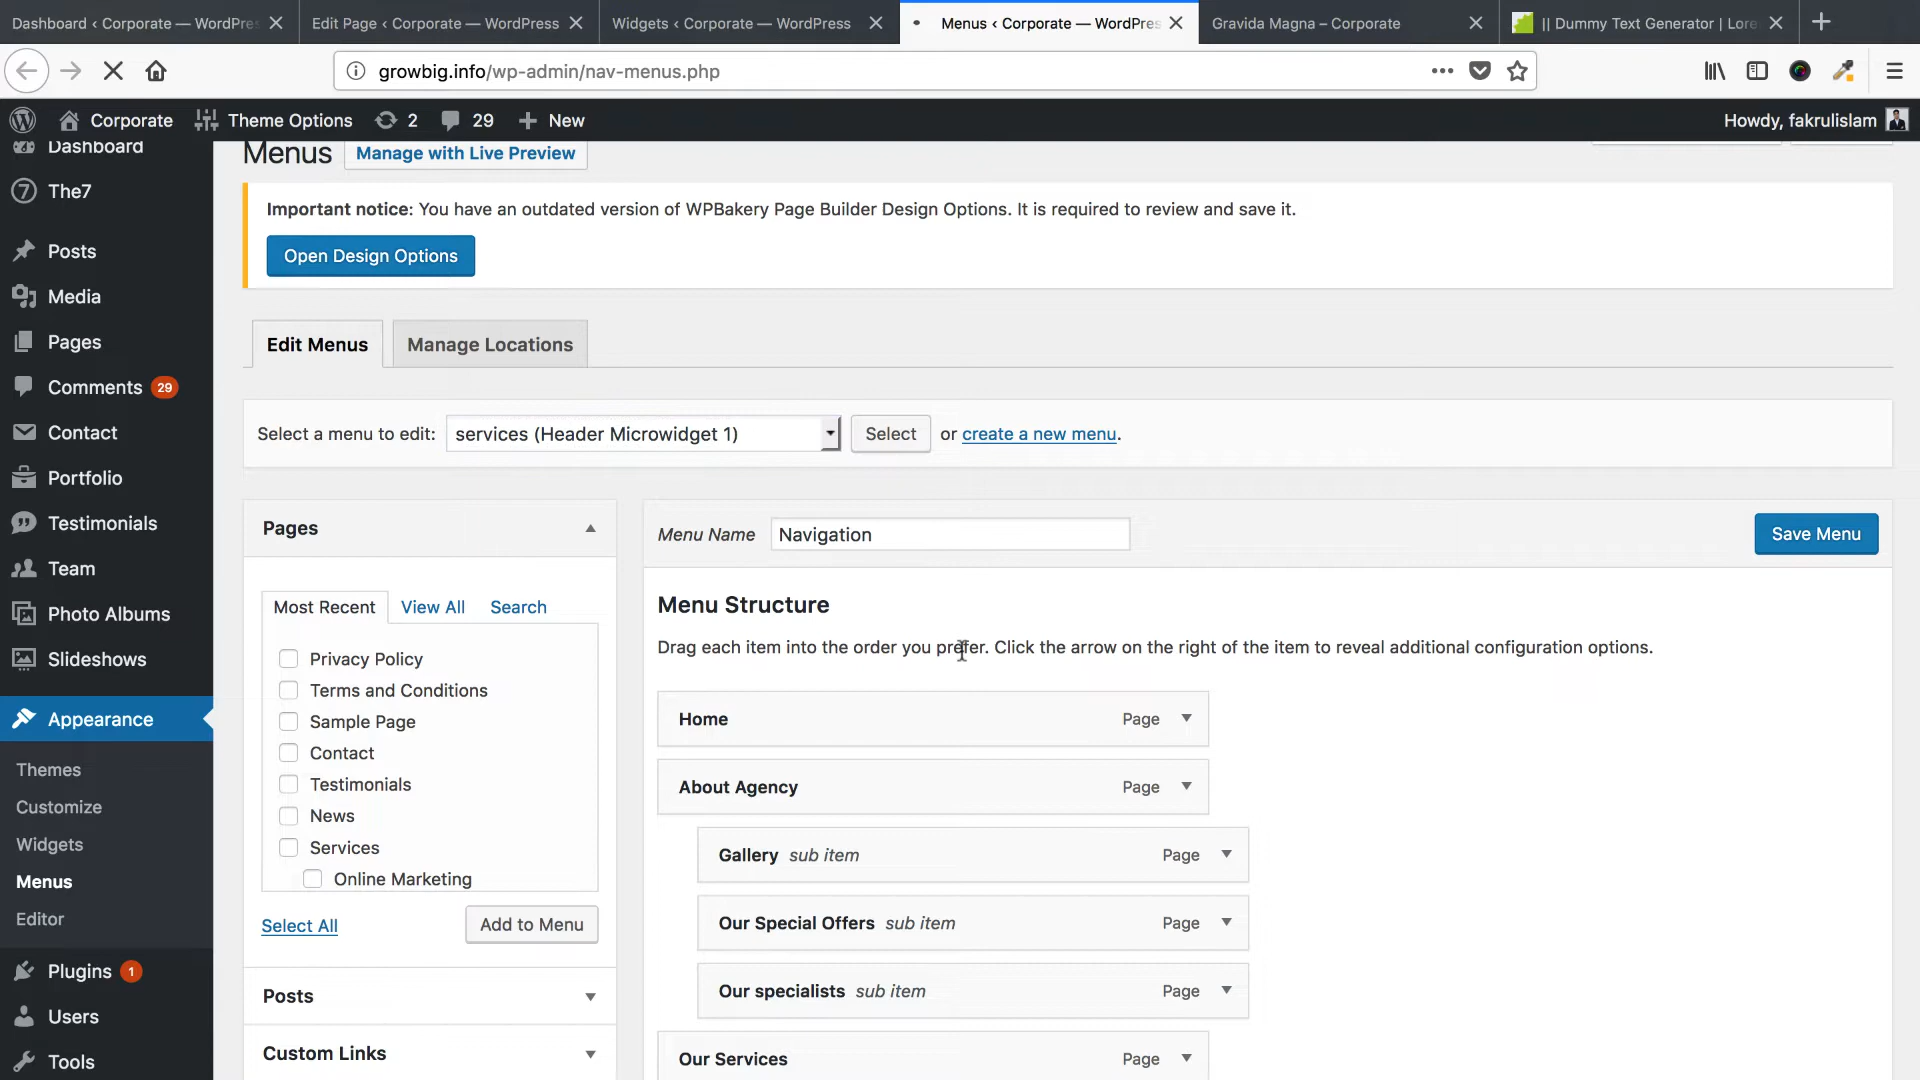 Dashboard ‹ Corporate — WordPre
Edit Page ‹ Corporate — WordPress
Widgets ‹ Corporate — WordPress
Menus ‹ Corporate — WordPres
Gravida Magna – Corporate
|| Dummy Text Generator | Lore
growbig.info/wp-admin/nav-menus.php
Corporate
Theme Options
2
29
New
Howdy, fakrulislam
Dashboard
The7
Posts
Media
Pages
Comments 29
Contact
Portfolio
Testimonials
Team
Photo Albums
Slideshows
Appearance
Themes
Customize
Widgets
Menus
Editor
Plugins 1
Users
Tools
Menus
Manage with Live Preview
Important notice: You have an outdated version of WPBakery Page Builder Design Options. It is required to review and save it.
Open Design Options
Edit Menus
Manage Locations
Select a menu to edit: services (Header Microwidget 1) Select or create a new menu.
Pages
Most Recent View All Search
Privacy Policy
Terms and Conditions
Sample Page
Contact
Testimonials
News
Services
Online Marketing
Select All
Add to Menu
Posts
Custom Links
Menu Name Navigation
Save Menu
Menu Structure
Drag each item into the order you prefer. Click the arrow on the right of the item to reveal additional configuration options.
Home Page
About Agency Page
Gallery sub item Page
Our Special Offers sub item Page
Our specialists sub item Page
Our Services Page